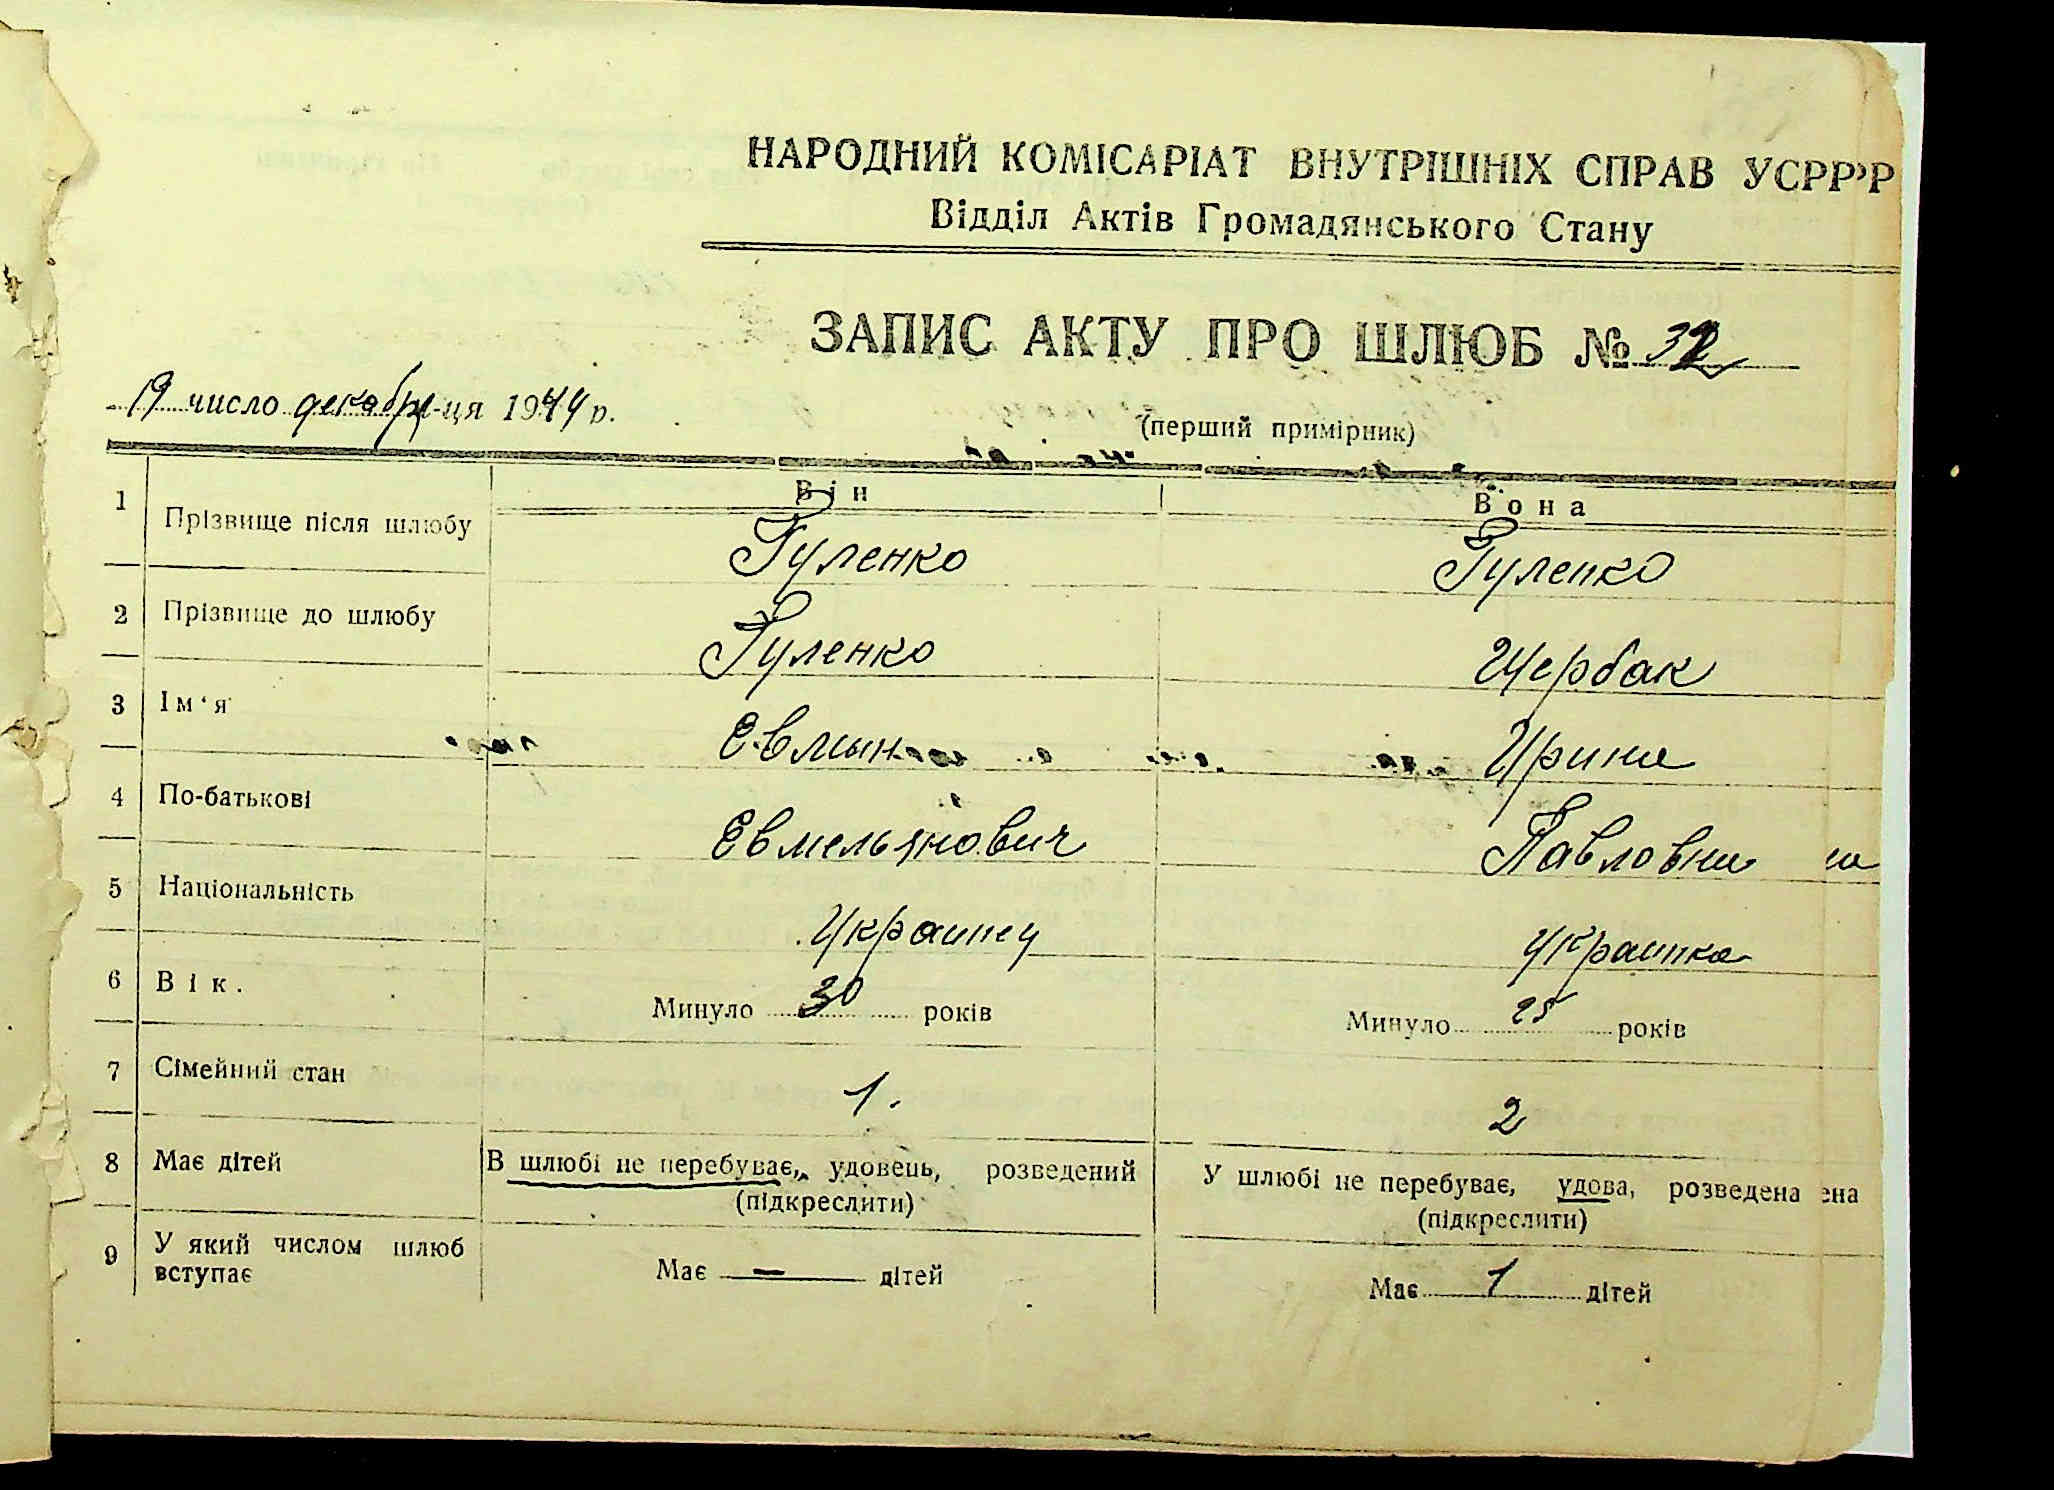 НАРОДНИЙ КОМІСАРІАТ ВНУТРІШНІХ СПРАВ УСРР
Відділ Актів Громадянського Стану
ЗАПИС АКТУ ПРО ШЛЮБ № 32
19 число декабря-ця 1944 р.
(перший примірник)
Він Вона
1 Прізвище після шлюбу Гуленко Гуленко
2 Прізвище до шлюбу Гуленко Щербак
3 Ім'я Евмын Ирина
4 По-батькові Евмельянович Павловна
5 Національність Украинец Украинка
6 Вік. Минуло 30 років Минуло 25 років
7 Сімейний стан 1. 2
8 Має дітей В шлюбі не перебуває, удовець, розведений У шлюбі не перебуває, удова, розведена
(підкреслити) (підкреслити)
9 У який числом шлюб вступає Має — дітей Має 1 дітей